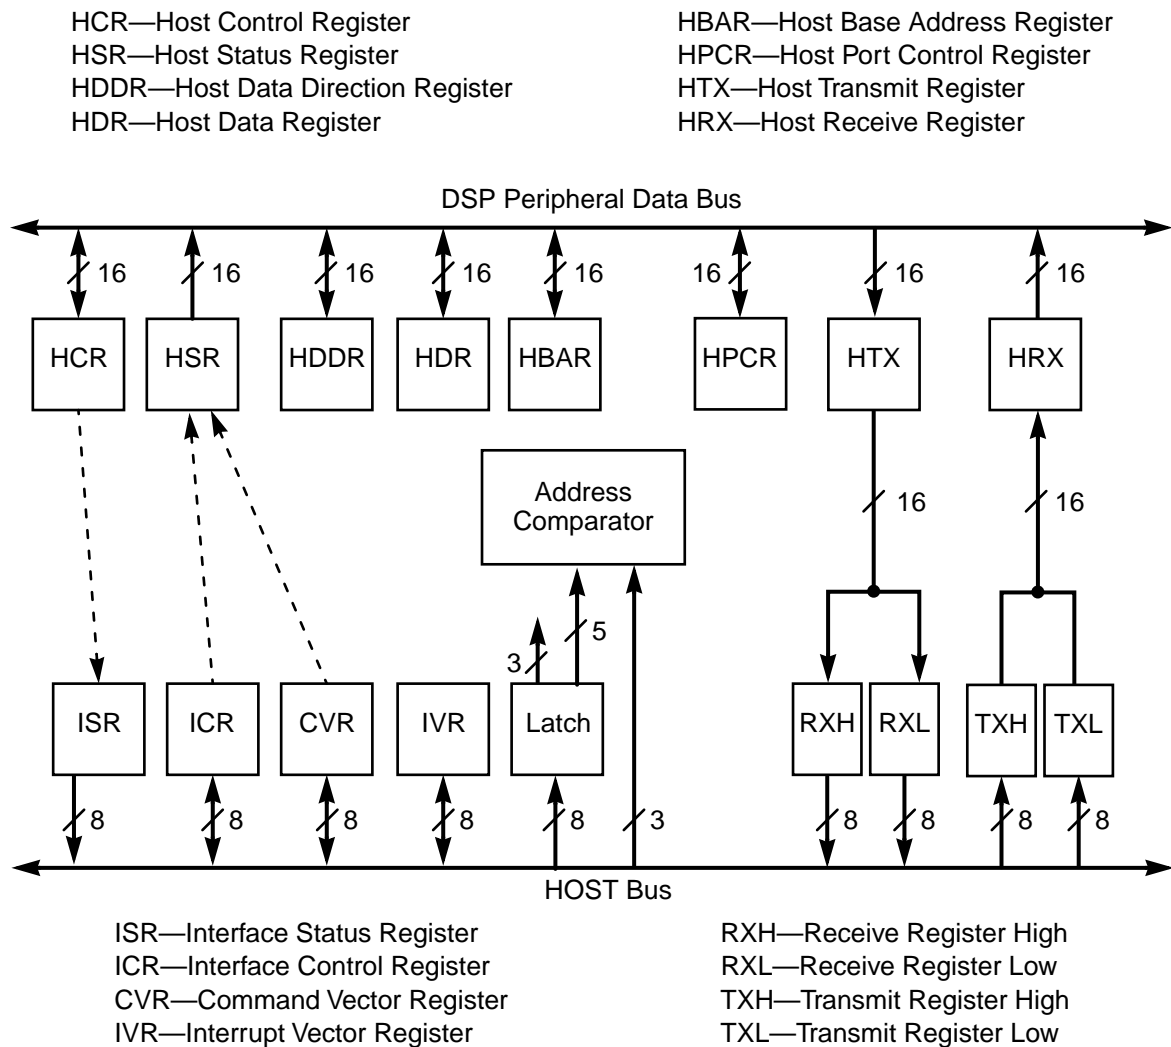 HCR—Host Control Register
HSR—Host Status Register
HDDR—Host Data Direction Register
HDR—Host Data Register
HBAR—Host Base Address Register
HPCR—Host Port Control Register
HTX—Host Transmit Register
HRX—Host Receive Register
DSP Peripheral Data Bus
16 16 16 16 16 16 16 16
HCR HSR HDDR HDR HBAR HPCR HTX HRX
Address
Comparator
16 16
3 5
ISR ICR CVR IVR Latch RXH RXL TXH TXL
8 8 8 8 8 3 8 8 8 8
HOST Bus
ISR—Interface Status Register
ICR—Interface Control Register
CVR—Command Vector Register
IVR—Interrupt Vector Register
RXH—Receive Register High
RXL—Receive Register Low
TXH—Transmit Register High
TXL—Transmit Register Low